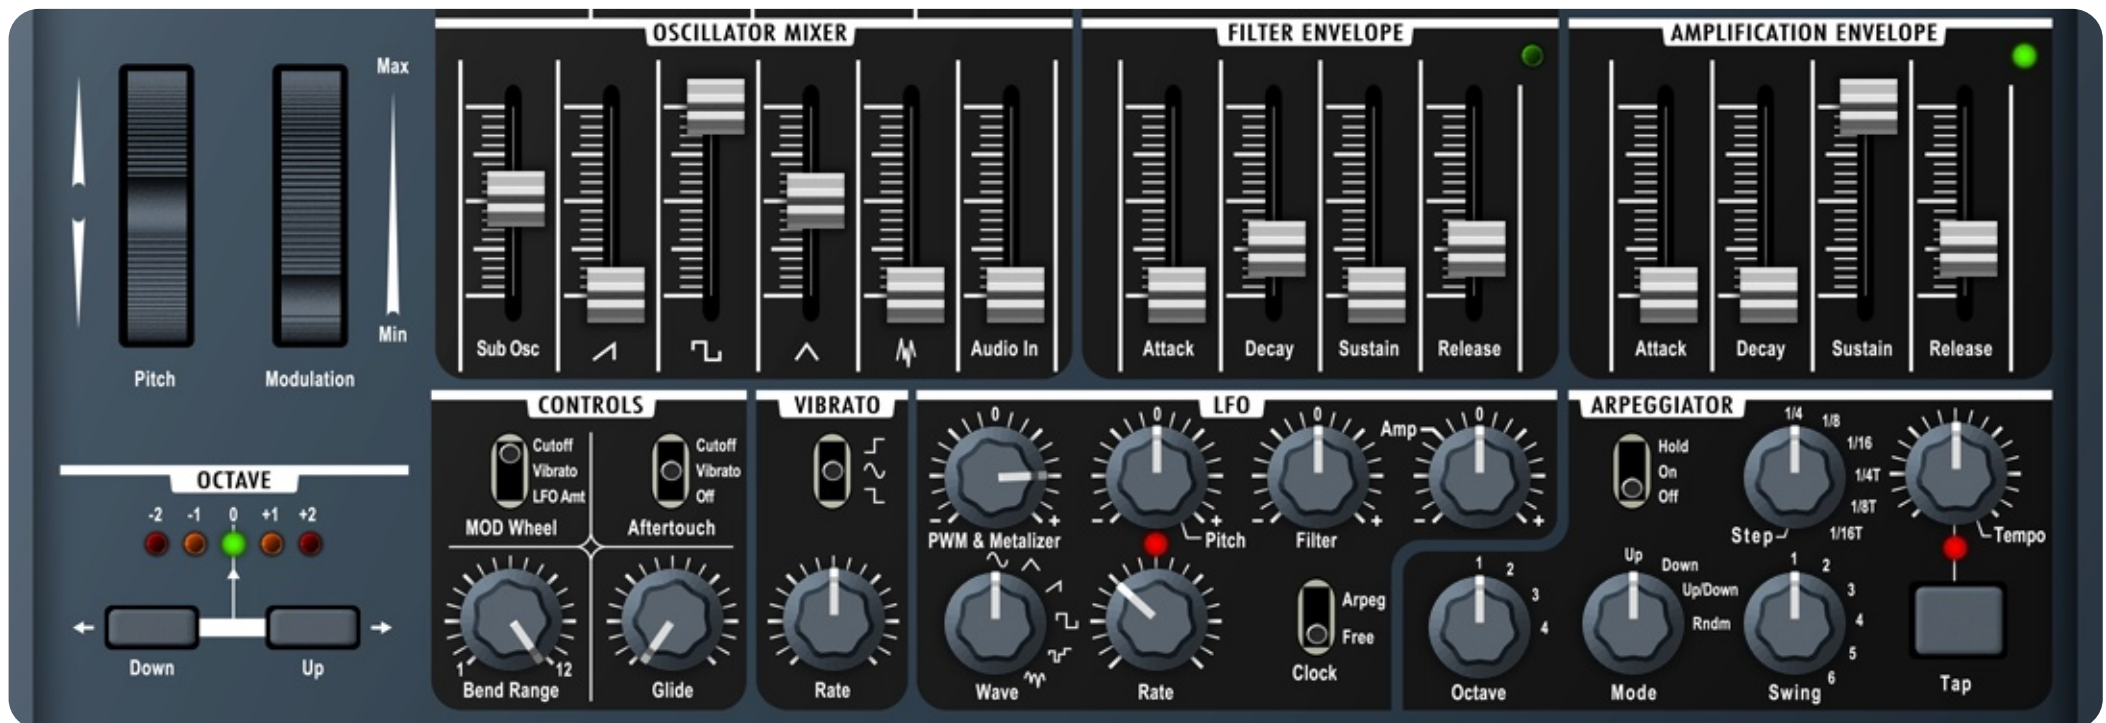 OSCILLATOR MIXER
FILTER ENVELOPE
AMPLIFICATION ENVELOPE
Max
Min
Pitch
Modulation
Sub Osc
Audio In
Attack
Decay
Sustain
Release
Attack
Decay
Sustain
Release
OCTAVE
-2 -1 0 +1 +2
Down
Up
CONTROLS
Cutoff
Vibrato
LFO Amt
MOD Wheel
Cutoff
Vibrato
Off
Aftertouch
1 12
Bend Range
Glide
VIBRATO
Rate
LFO
0
- +
PWM & Metalizer
0
- +
Pitch
0
- +
Filter
Amp
0
- +
Wave
Rate
Arpeg
Free
Clock
ARPEGGIATOR
Hold
On
Off
1/4
1/8
1/16
1/4T
1/8T
1/16T
Step
Tempo
1
2
3
4
Octave
Up
Down
Up/Down
Rndm
Mode
1
2
3
4
5
6
Swing
Tap